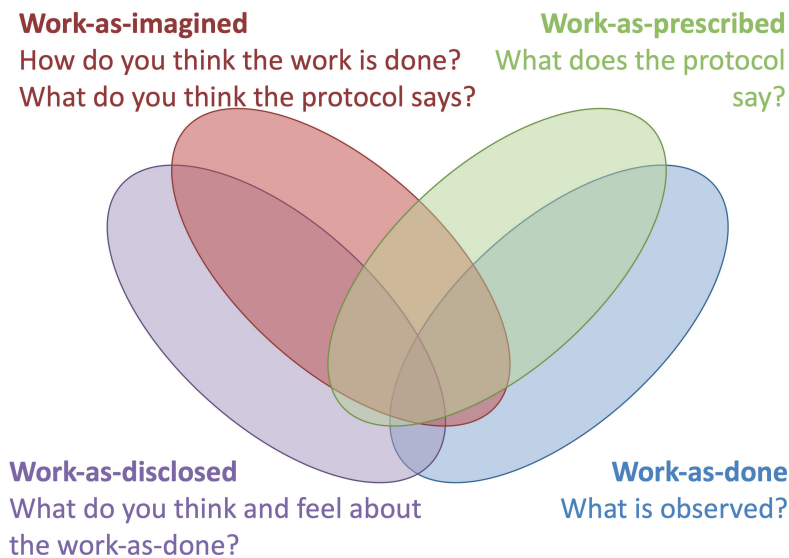 Work-as-imagined
How do you think the work is done?
What do you think the protocol says?
Work-as-prescribed
What does the protocol
say?
Work-as-disclosed
What do you think and feel about
the work-as-done?
Work-as-done
What is observed?